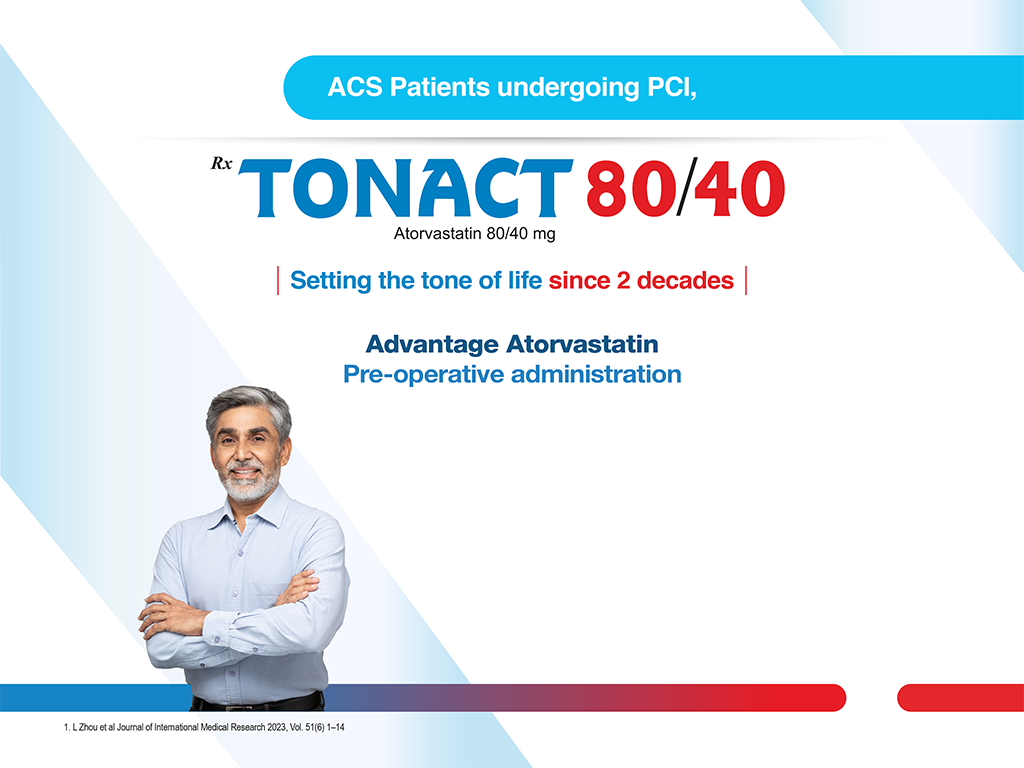 ACS Patients undergoing PCI,
Rx TONACT 80/40
Atorvastatin 80/40 mg
Setting the tone of life since 2 decades
Advantage Atorvastatin
Pre-operative administration
1. L Zhou et al Journal of International Medical Research 2023, Vol. 51(6) 1–14